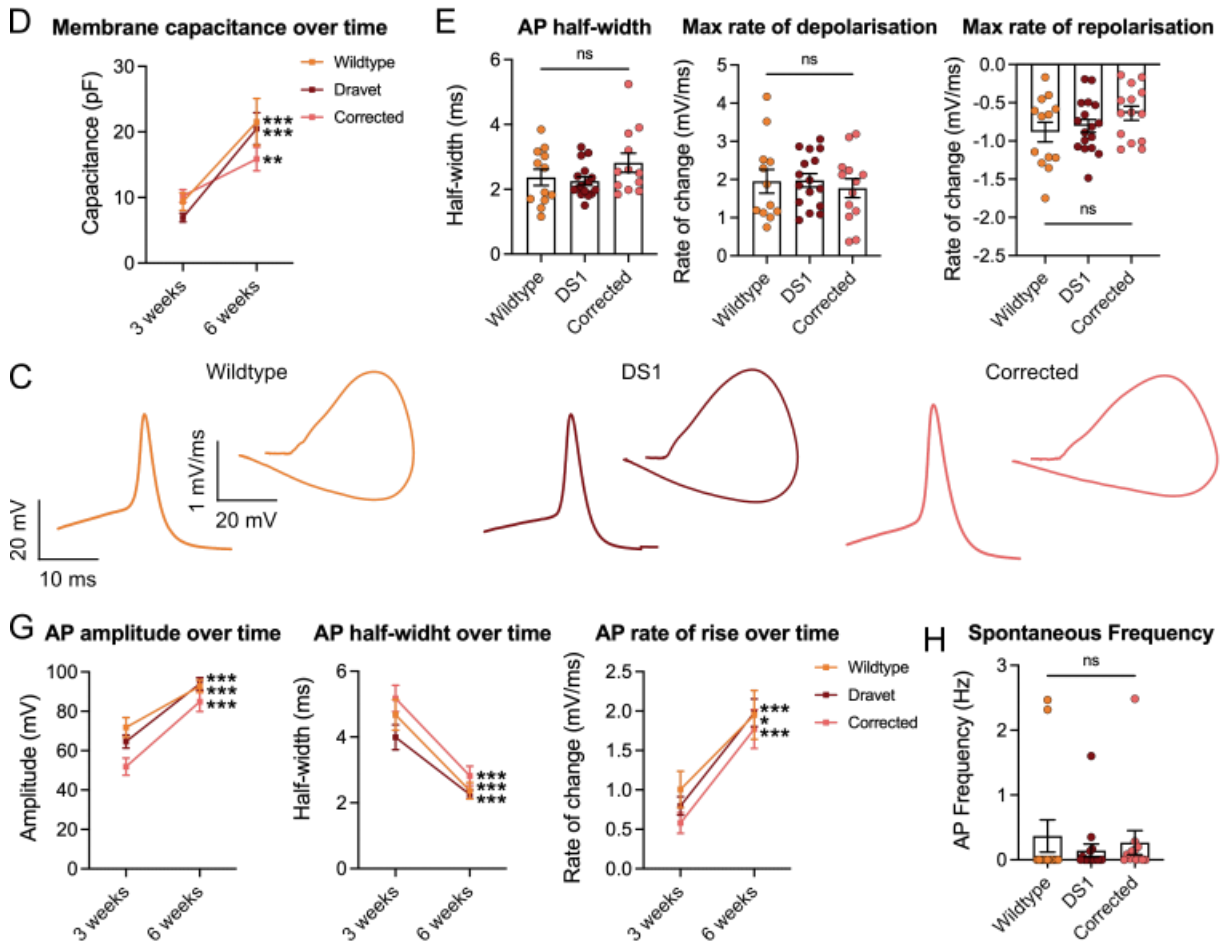 D Membrane capacitance over time
Capacitance (pF)
30
20
10
0
3 weeks
6 weeks
Wildtype
Dravet
Corrected
***
***
**
E AP half-width
Half-width (ms)
6
4
2
0
ns
Wildtype
DS1
Corrected
Max rate of depolarisation
Rate of change (mV/ms)
5
4
3
2
1
0
ns
Wildtype
DS1
Corrected
Max rate of repolarisation
Rate of change (mV/ms)
0.0
-0.5
-1.0
-1.5
-2.0
-2.5
ns
Wildtype
DS1
Corrected
C
Wildtype
DS1
Corrected
20 mV
10 ms
1 mV/ms
20 mV
G AP amplitude over time
Amplitude (mV)
100
80
60
40
20
0
3 weeks
6 weeks
***
***
***
AP half-widht over time
Half-width (ms)
6
4
2
0
3 weeks
6 weeks
***
***
***
AP rate of rise over time
Rate of change (mV/ms)
2.5
2.0
1.5
1.0
0.5
0.0
3 weeks
6 weeks
***
*
***
Wildtype
Dravet
Corrected
H Spontaneous Frequency
AP Frequency (Hz)
3
2
1
0
ns
Wildtype
DS1
Corrected